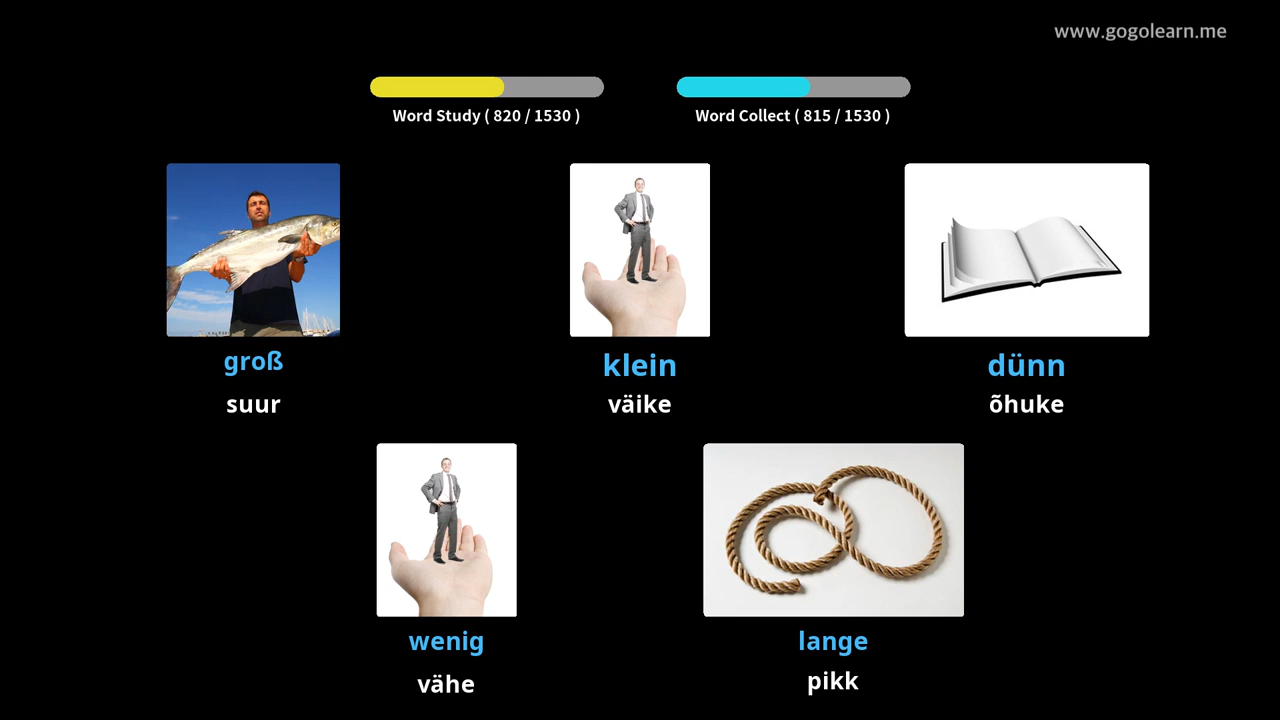 www.gogolearn.me
Word Study ( 820 / 1530 )
Word Collect ( 815 / 1530 )
groß
suur
klein
väike
dünn
õhuke
wenig
vähe
lange
pikk